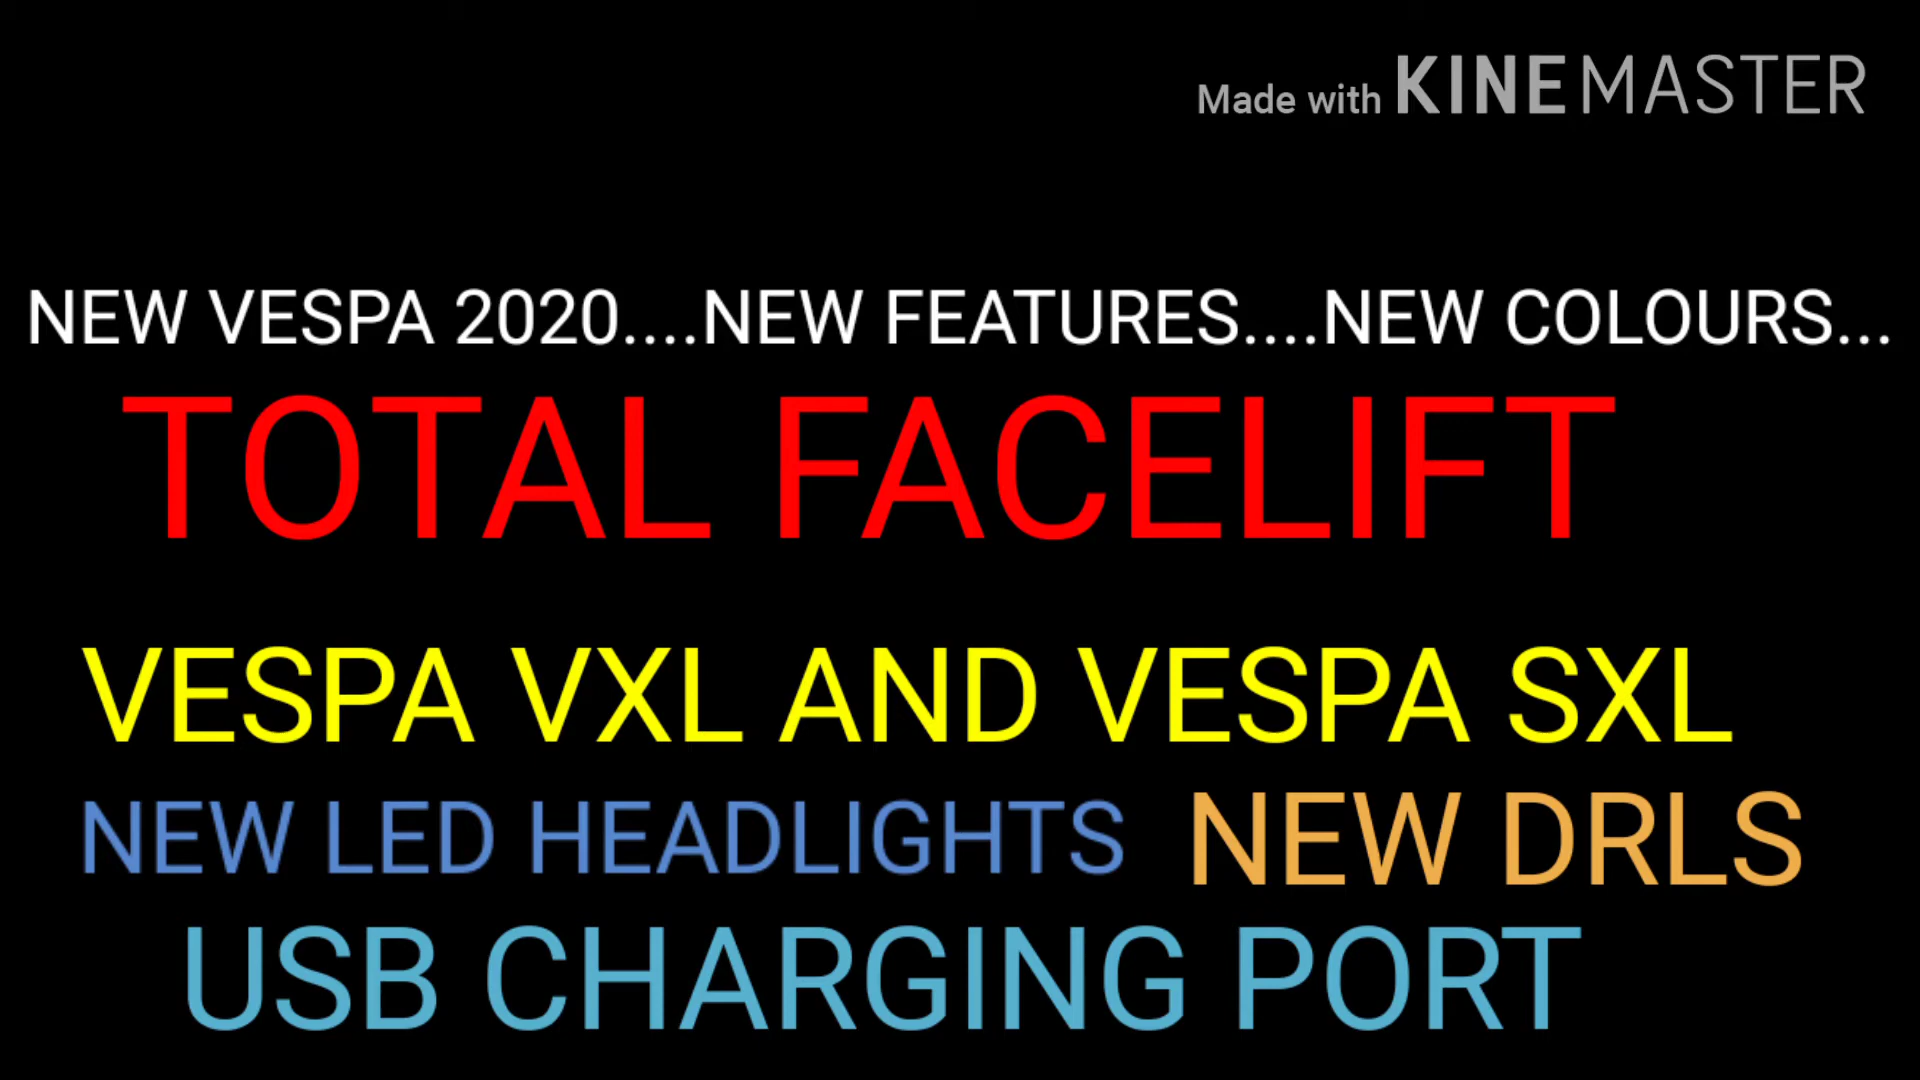 Made with KINEMASTER
NEW VESPA 2020....NEW FEATURES....NEW COLOURS...
TOTAL FACELIFT
VESPA VXL AND VESPA SXL
NEW LED HEADLIGHTS NEW DRLS
USB CHARGING PORT